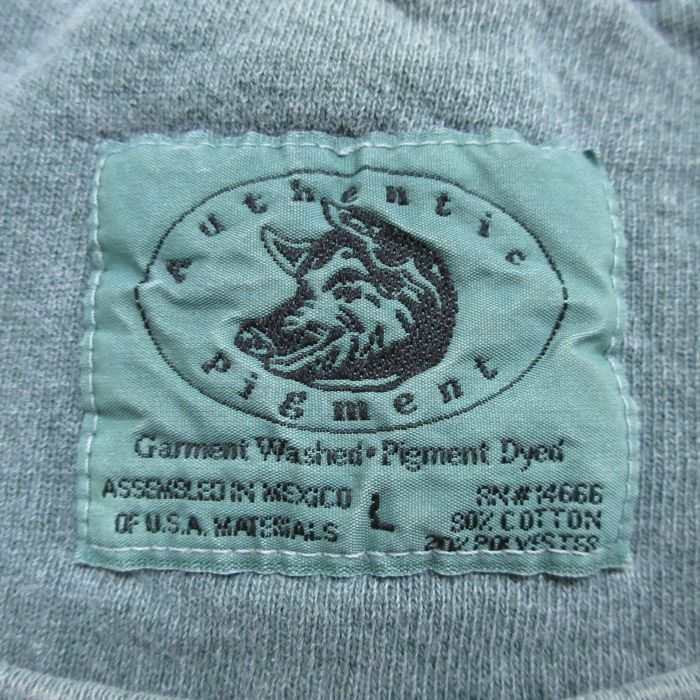 Authentic
Pigment
Garment Washed • Pigment Dyed
ASSEMBLED IN MEXICO
OF U.S.A. MATERIALS
L
RN# 14666
80% COTTON
20% POLYESTER